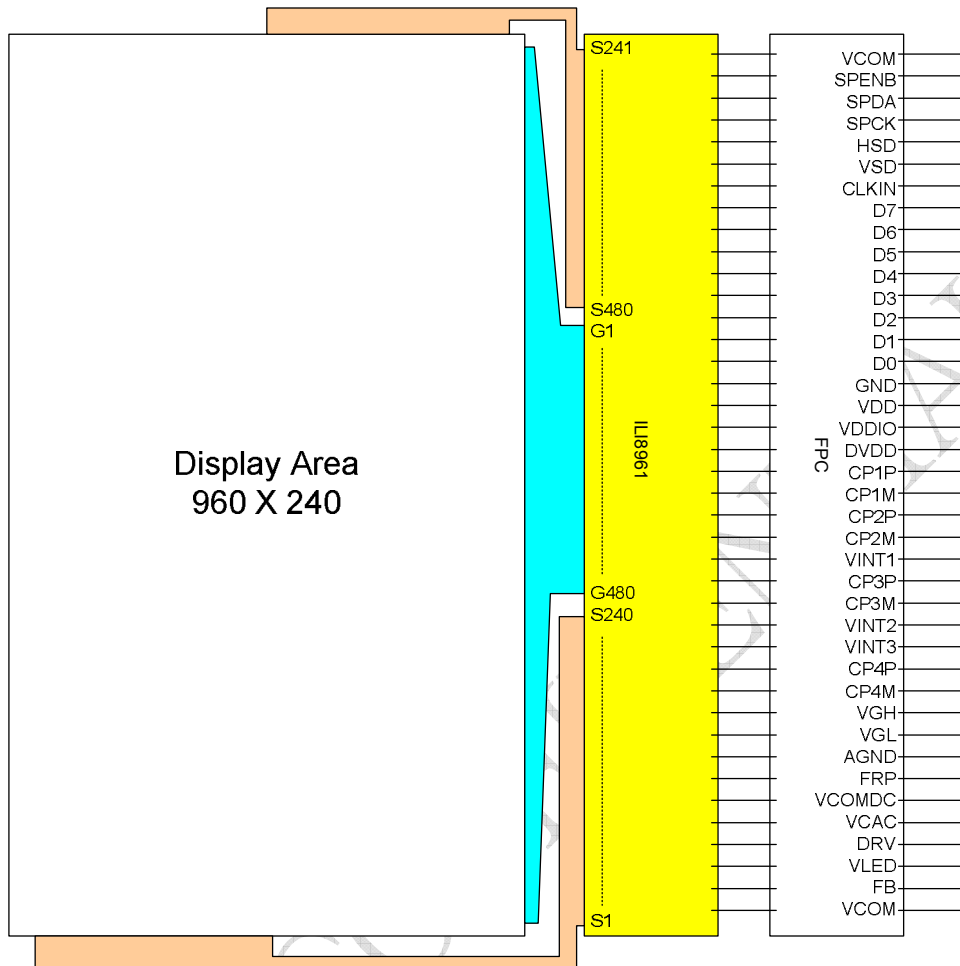 Display Area
960 X 240
S241
S480
G1
G480
S240
S1
ILI8961
FPC
VCOM
SPENB
SPDA
SPCK
HSD
VSD
CLKIN
D7
D6
D5
D4
D3
D2
D1
D0
GND
VDD
VDDIO
DVDD
CP1P
CP1M
CP2P
CP2M
VINT1
CP3P
CP3M
VINT2
VINT3
CP4P
CP4M
VGH
VGL
AGND
FRP
VCOMDC
VCAC
DRV
VLED
FB
VCOM